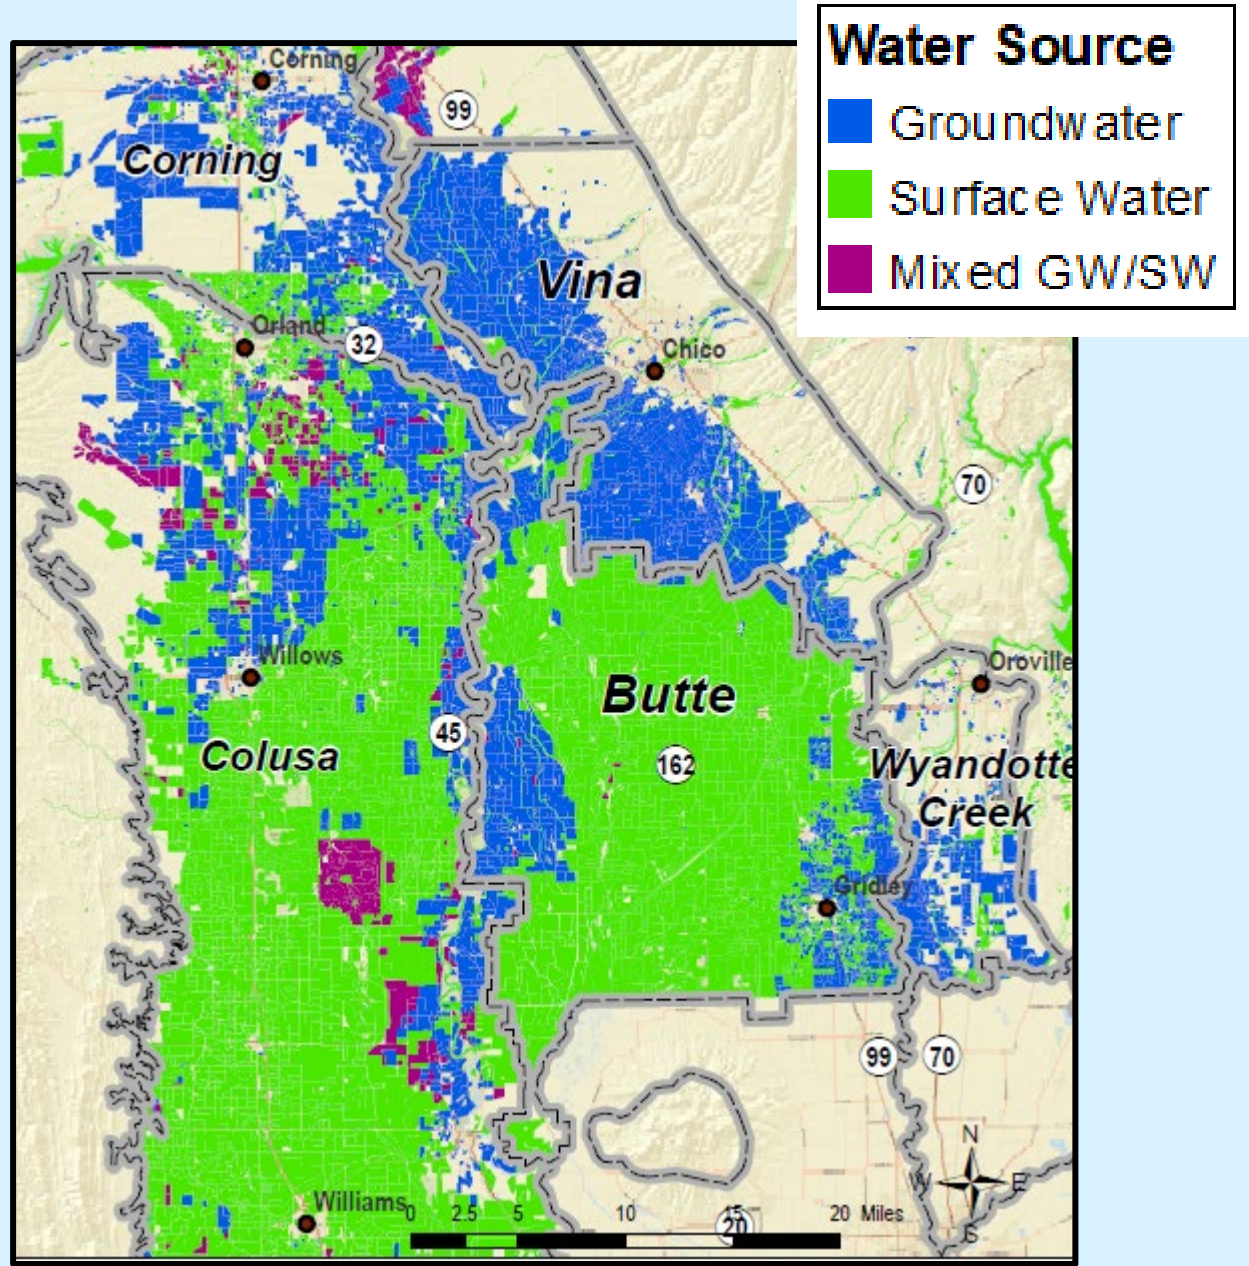 Water Source
Groundwater
Surface Water
Mixed GW/SW
Corning
99
Corning
Vina
Orland
32
Chico
70
Willows
Oroville
Butte
45
Colusa
162
Wyandotte
Creek
Gridley
99
70
N
W
E
S
Williams
0 2.5 5 10 15 20 Miles
20